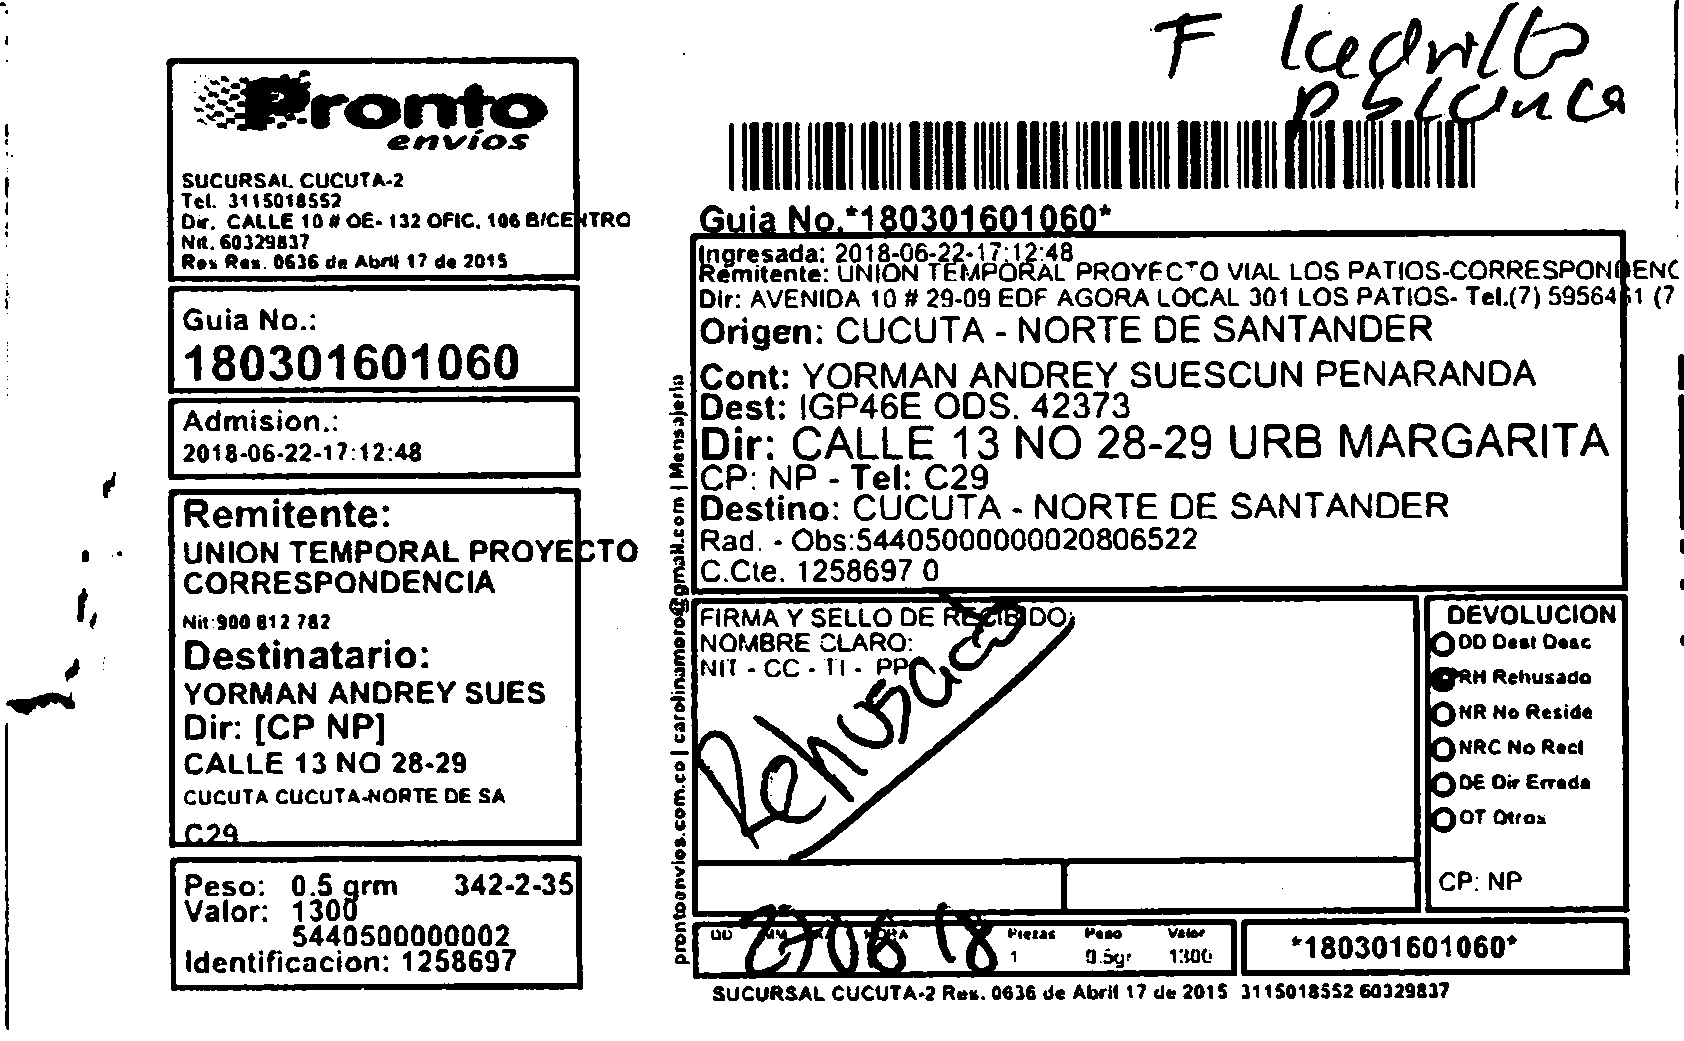 Pronto
envíos
SUCURSAL CUCUTA-2
Tel. 3115018552
Dir. CALLE 10 # OE- 132 OFIC. 106 B/CENTRO
Nit. 60329837
Res Res. 0636 de Abril 17 de 2015
Guia No.:
180301601060
Admision.:
2018-06-22-17:12:48
Remitente:
UNION TEMPORAL PROYECTO
CORRESPONDENCIA
Nit:900 812 782
Destinatario:
YORMAN ANDREY SUES
Dir: [CP NP]
CALLE 13 NO 28-29
CUCUTA CUCUTA-NORTE DE SA
C29
Peso: 0.5 grm 342-2-35
Valor: 1300
5440500000002
Identificacion: 1258697
F ladrillo
P blanca
Guia No.*180301601060*
Ingresada: 2018-06-22-17:12:48
Remitente: UNION TEMPORAL PROYECTO VIAL LOS PATIOS-CORRESPONDENC
Dir: AVENIDA 10 # 29-09 EDF AGORA LOCAL 301 LOS PATIOS- Tel.(7) 5956461 (7
Origen: CUCUTA - NORTE DE SANTANDER
Cont: YORMAN ANDREY SUESCUN PENARANDA
Dest: IGP46E ODS. 42373
Dir: CALLE 13 NO 28-29 URB MARGARITA
CP: NP - Tel: C29
Destino: CUCUTA - NORTE DE SANTANDER
Rad. - Obs:54405000000020806522
C.Cte. 1258697 0
prontoenvios.com.co | carolinamero@gmail.com | Mensajeria
FIRMA Y SELLO DE RECIBIDO:
NOMBRE CLARO:
NIT - CC - TI - PP
Rehusado
DEVOLUCION
DD Dest Desc
RH Rehusado
NR No Reside
NRC No Recl
DE Dir Errada
OT Otros
CP: NP
DD MM HORA Piezas Peso Valor
27 06 18 1 0.5gr 1300
*180301601060*
SUCURSAL CUCUTA-2 Res. 0636 de Abril 17 de 2015 3115018552 60329837